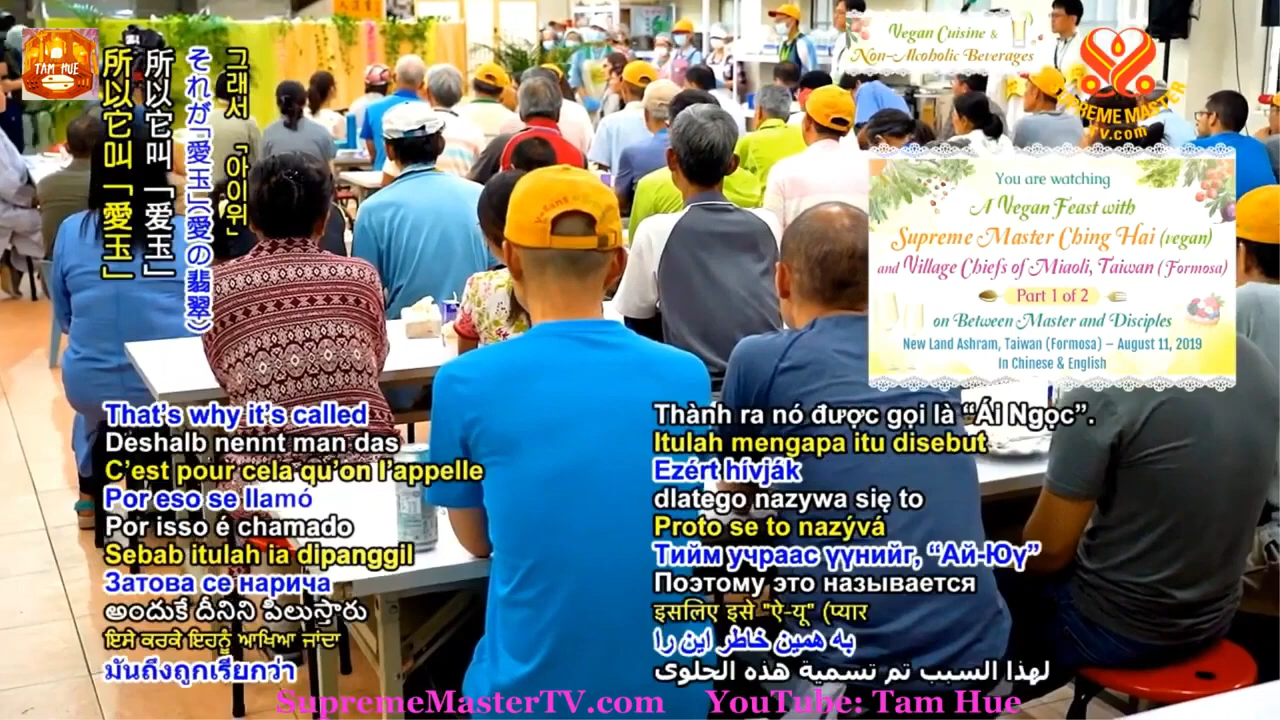 TAM HUE
所以它叫「愛玉」
所以它叫「爱玉」
それが「愛玉」(愛の翡翠)
그래서 「아이위」
Vegan Cuisine &
Non-Alcoholic Beverages
SUPREME MASTER
TV.com
You are watching
A Vegan Feast with
Supreme Master Ching Hai (vegan)
and Village Chiefs of Miaoli, Taiwan (Formosa)
Part 1 of 2
on Between Master and Disciples
New Land Ashram, Taiwan (Formosa) – August 11, 2019
In Chinese & English
That's why it's called
Deshalb nennt man das
C'est pour cela qu'on l'appelle
Por eso se llamó
Por isso é chamado
Sebab itulah ia dipanggil
Затова се нарича
అందుకే దీనిని పిలుస్తారు
ਇਸੇ ਕਰਕੇ ਇਹਨੂੰ ਆਖਿਆ ਜਾਂਦਾ
มันถึงถูกเรียกว่า
Thành ra nó được gọi là “Ái Ngọc”.
Itulah mengapa itu disebut
Ezért hívják
dlatego nazywa się to
Proto se to nazývá
Тийм учраас үүнийг, “Ай-Юү”
Поэтому это называется
इसलिए इसे "ऐ-यू" (प्यार
به همین خاطر این را
لهذا السبب تم تسمية هذه الحلوى
SupremeMasterTV.com YouTube: Tam Hue